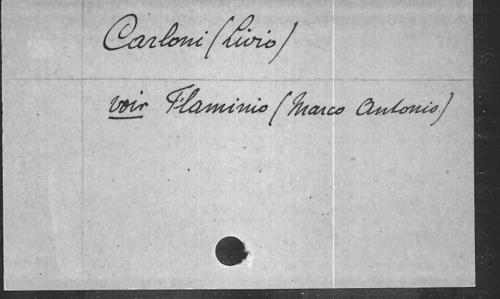 Carloni (Livio)
voir Flaminio (Marco Antonio)